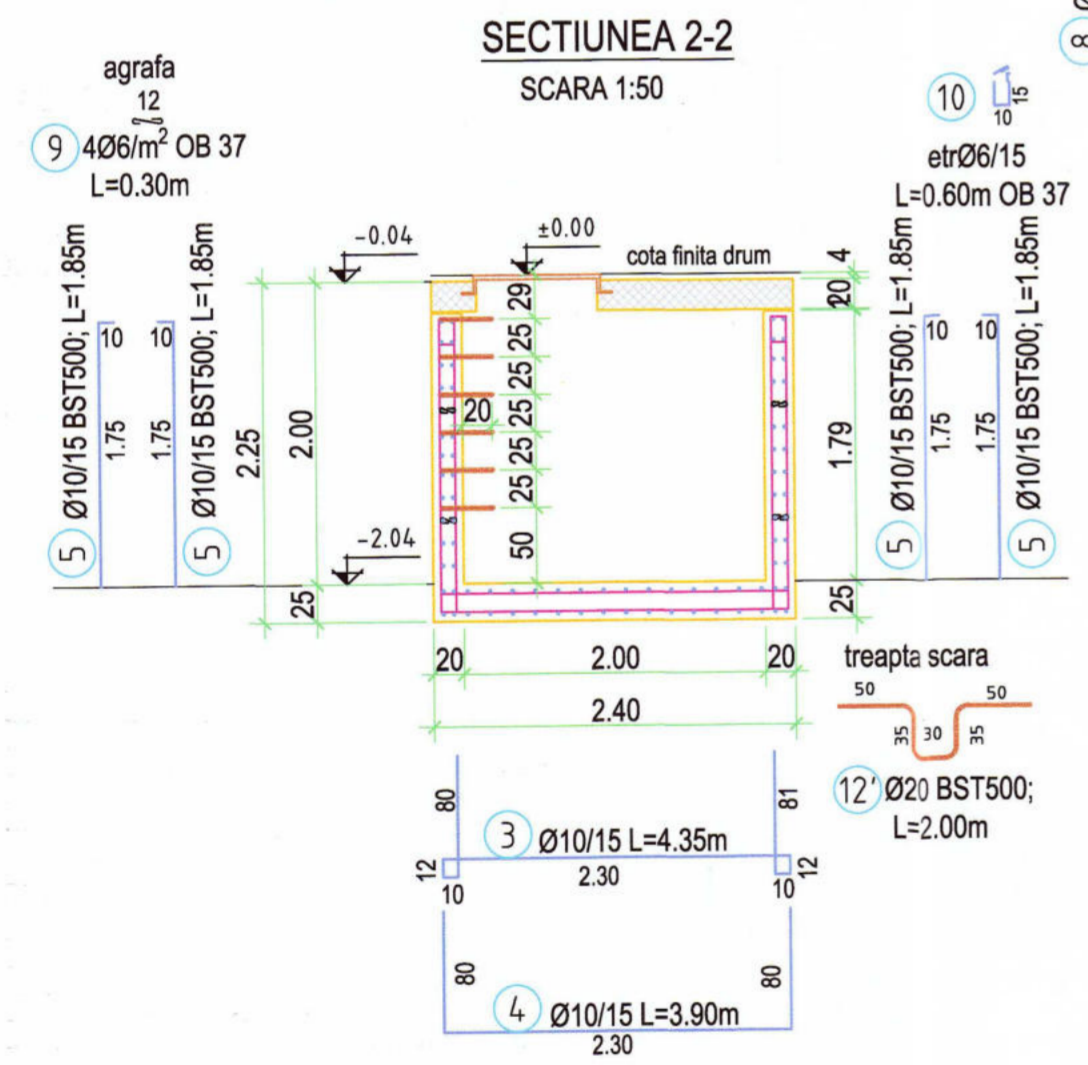 SECTIUNEA 2-2
SCARA 1:50
agrafa
12
9 4Ø6/m² OB 37
L=0.30m
10
15
10
etrØ6/15
L=0.60m OB 37
8
-0.04
±0.00
cota finita drum
4
20
5 Ø10/15 BST500; L=1.85m
10
1.75
10
1.75
5 Ø10/15 BST500; L=1.85m
2.25
2.00
25
29
25
25
25
25
25
50
20
-2.04
1.79
25
5 Ø10/15 BST500; L=1.85m
10
1.75
10
1.75
5 Ø10/15 BST500; L=1.85m
20
2.00
20
2.40
treapta scara
50
50
35
30
35
12' Ø20 BST500;
L=2.00m
80
81
3 Ø10/15 L=4.35m
12
2.30
12
10
10
80
80
4 Ø10/15 L=3.90m
2.30